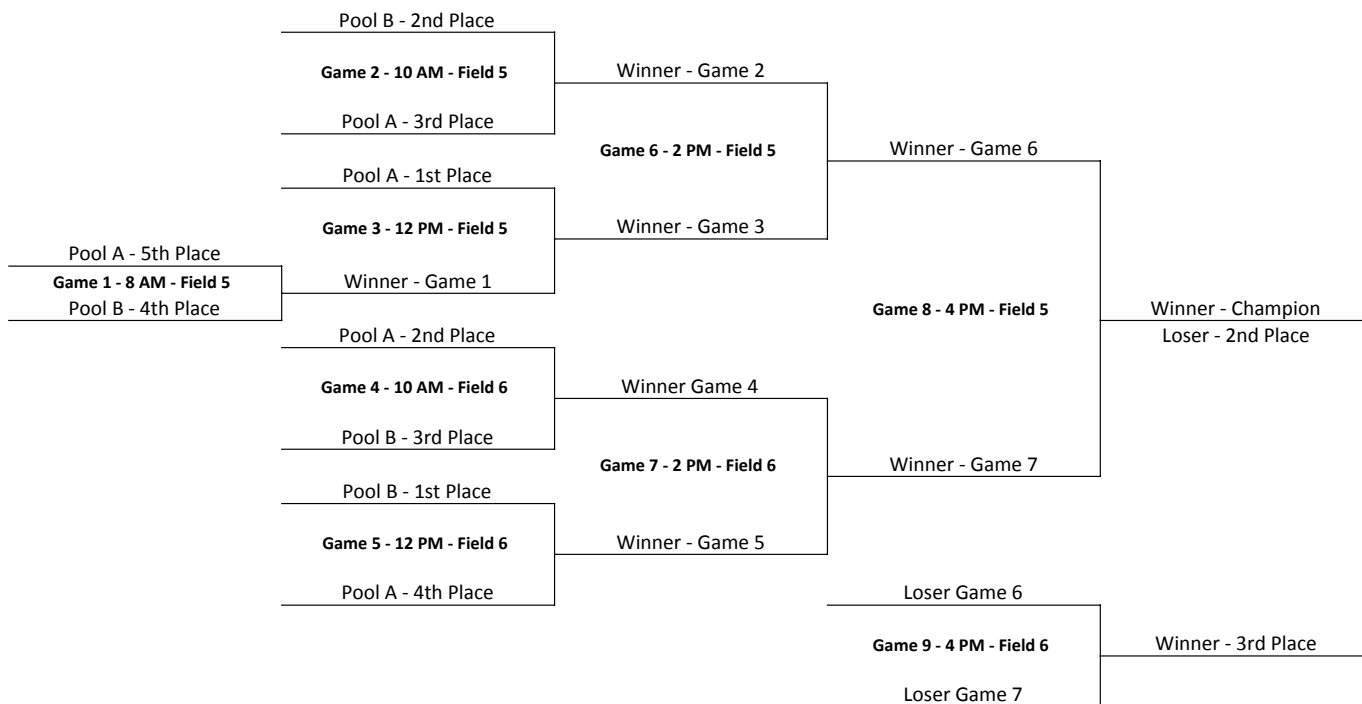 Pool B - 2nd Place
Game 2 - 10 AM - Field 5
Winner - Game 2
Pool A - 3rd Place
Game 6 - 2 PM - Field 5
Winner - Game 6
Pool A - 1st Place
Game 3 - 12 PM - Field 5
Winner - Game 3
Pool A - 5th Place
Game 1 - 8 AM - Field 5
Winner - Game 1
Pool B - 4th Place
Game 8 - 4 PM - Field 5
Winner - Champion
Loser - 2nd Place
Pool A - 2nd Place
Game 4 - 10 AM - Field 6
Winner Game 4
Pool B - 3rd Place
Game 7 - 2 PM - Field 6
Winner - Game 7
Pool B - 1st Place
Game 5 - 12 PM - Field 6
Winner - Game 5
Pool A - 4th Place
Loser Game 6
Game 9 - 4 PM - Field 6
Winner - 3rd Place
Loser Game 7